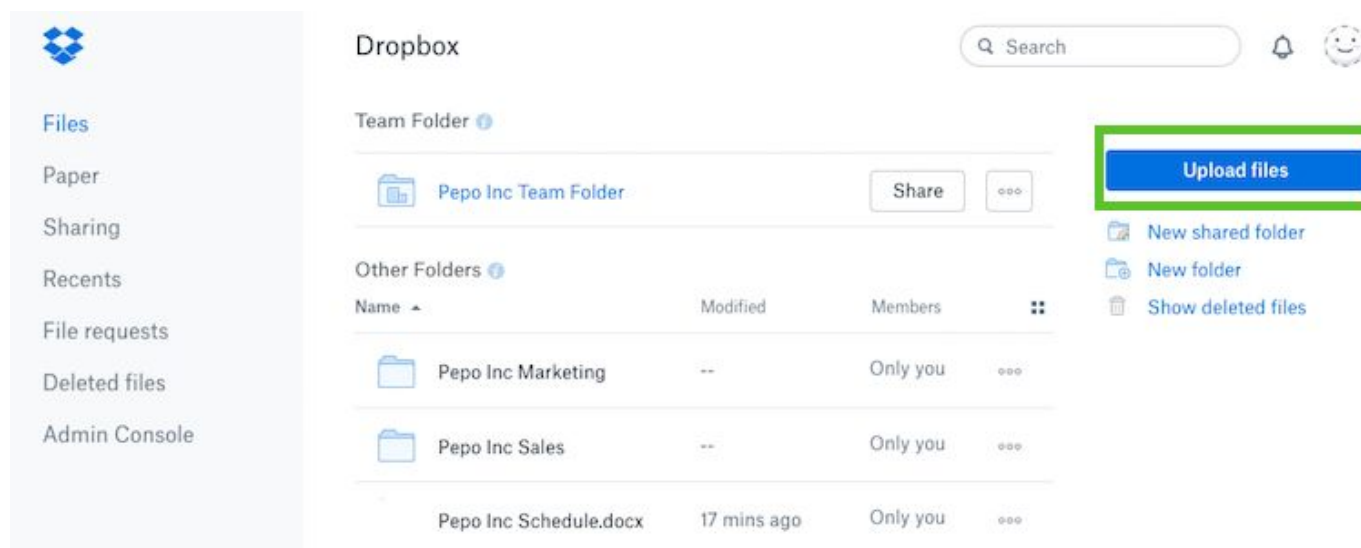 Dropbox
Search
Files
Paper
Sharing
Recents
File requests
Deleted files
Admin Console
Team Folder
Pepo Inc Team Folder Share
Other Folders
Name Modified Members
Pepo Inc Marketing -- Only you
Pepo Inc Sales -- Only you
Pepo Inc Schedule.docx 17 mins ago Only you
Upload files
New shared folder
New folder
Show deleted files